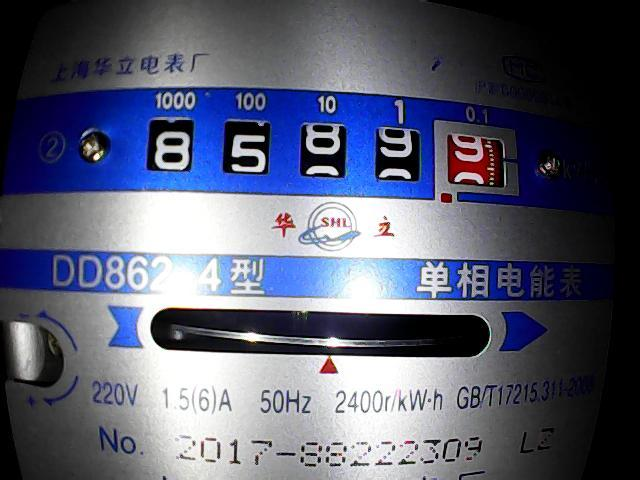 上海华立电表厂
1000 100 10 1 0.1
② 8 5 8 9 9
华 SHL 立
DD862-4型 单相电能表
220V 1.5(6)A 50Hz 2400r/kW·h GB/T17215.311-2008
No. 2017-88222309 LZ